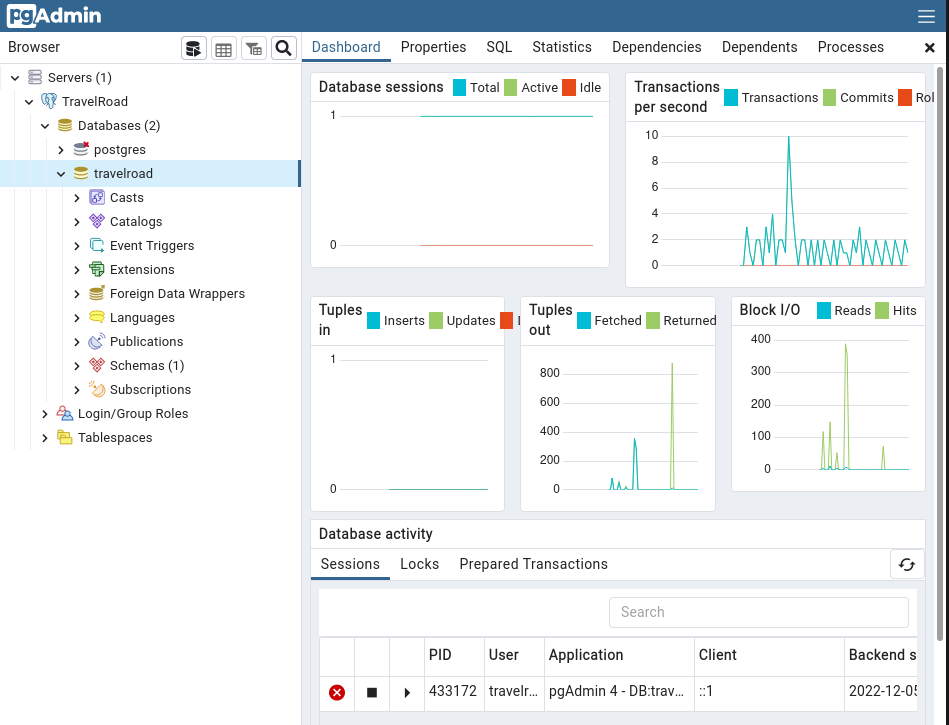 pgAdmin
Browser
Dashboard Properties SQL Statistics Dependencies Dependents Processes
Servers (1)
TravelRoad
Databases (2)
postgres
travelroad
Casts
Catalogs
Event Triggers
Extensions
Foreign Data Wrappers
Languages
Publications
Schemas (1)
Subscriptions
Login/Group Roles
Tablespaces
Database sessions Total Active Idle
1
0
Transactions
per second
Transactions Commits Rol
10
8
6
4
2
0
Tuples
in
Inserts Updates
1
0
Tuples
out
Fetched Returned
800
600
400
200
0
Block I/O Reads Hits
400
300
200
100
0
Database activity
Sessions Locks Prepared Transactions
Search
PID User Application Client Backend s
433172 travelr... pgAdmin 4 - DB:trav... ::1 2022-12-05